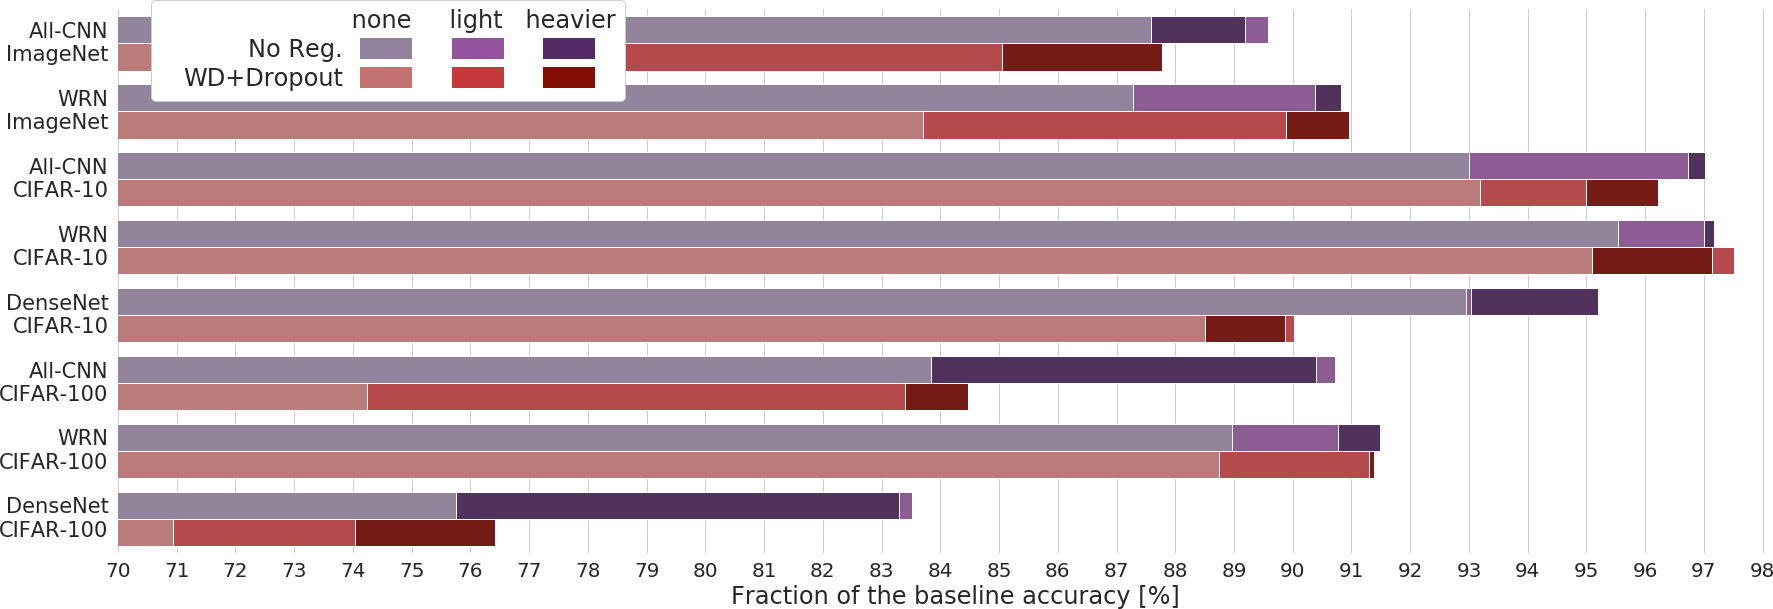 none light heavier
No Reg.
WD+Dropout
All-CNN
ImageNet
WRN
ImageNet
All-CNN
CIFAR-10
WRN
CIFAR-10
DenseNet
CIFAR-10
All-CNN
CIFAR-100
WRN
CIFAR-100
DenseNet
CIFAR-100
70 71 72 73 74 75 76 77 78 79 80 81 82 83 84 85 86 87 88 89 90 91 92 93 94 95 96 97 98
Fraction of the baseline accuracy [%]